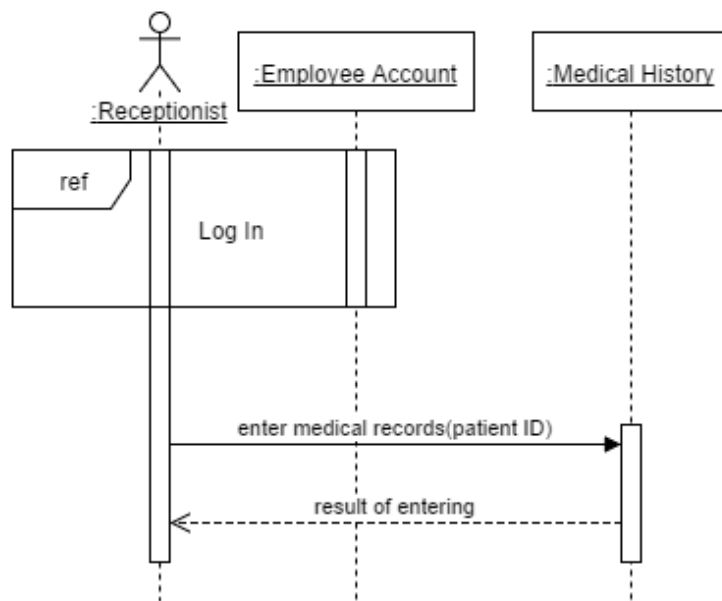 :Receptionist
:Employee Account
:Medical History
ref
Log In
enter medical records(patient ID)
result of entering